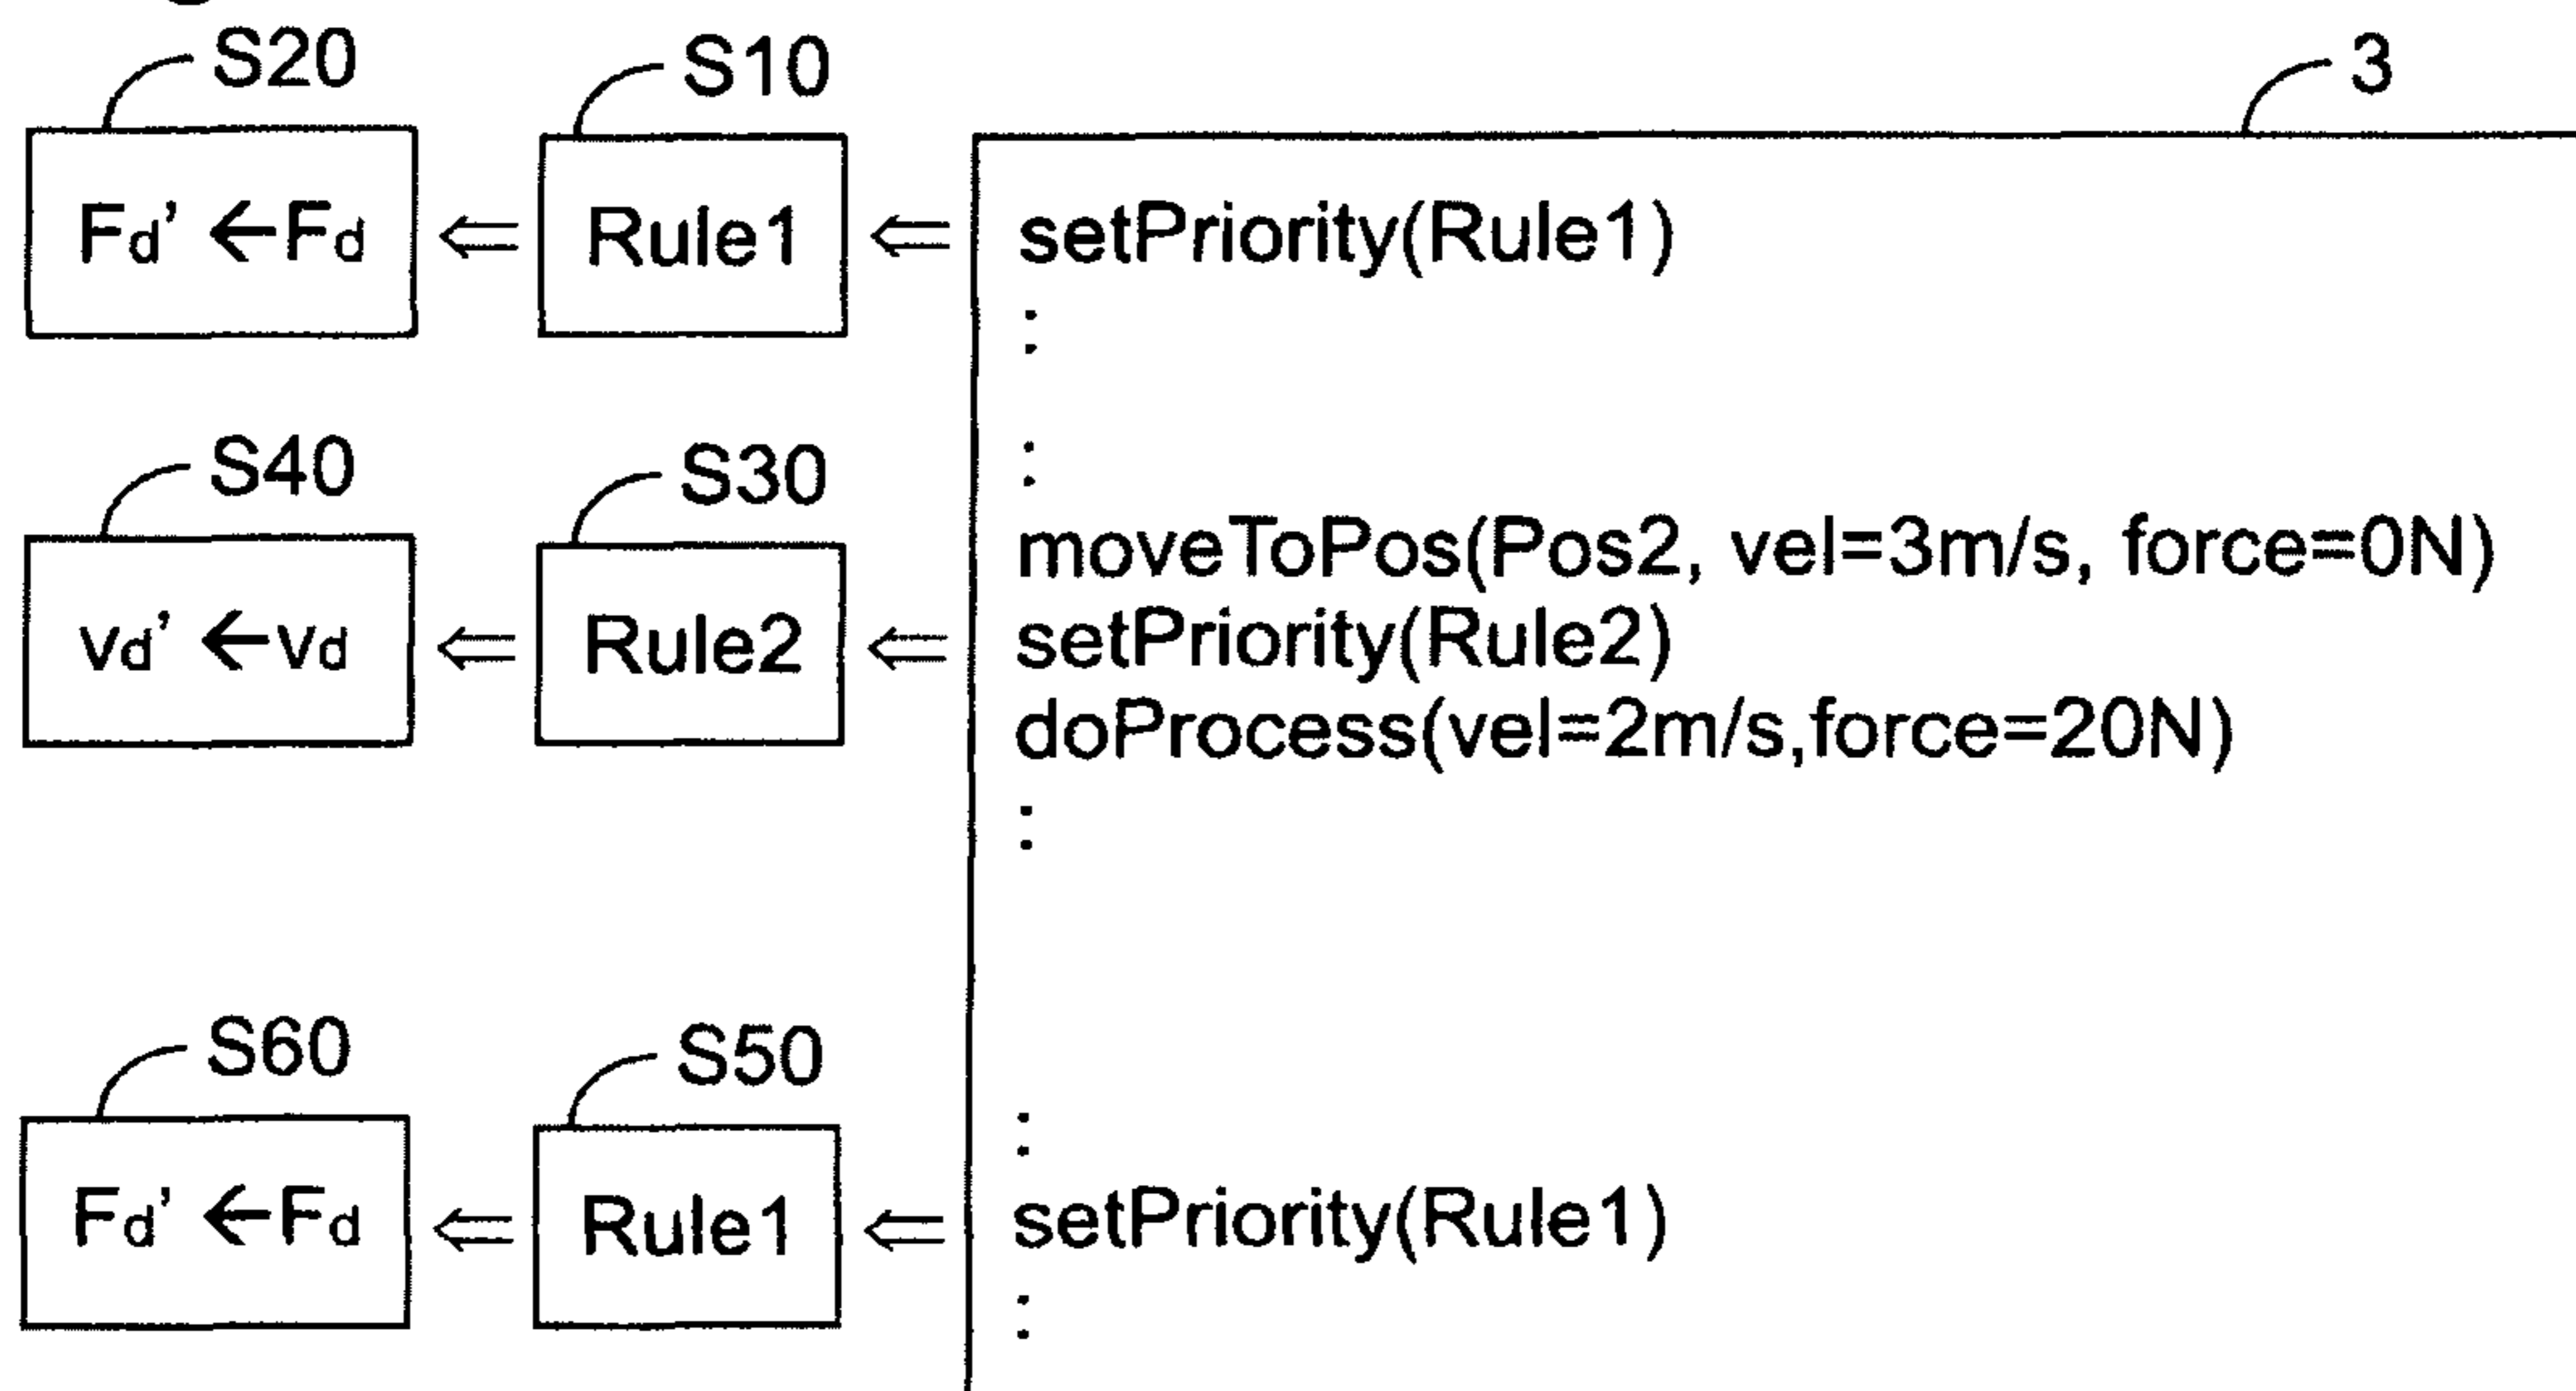 S20 S10 3
Fd' ←Fd ⇐ Rule1 ⇐ setPriority(Rule1)
:
:
S40 S30
moveToPos(Pos2, vel=3m/s, force=0N)
vd' ←vd ⇐ Rule2 ⇐ setPriority(Rule2)
doProcess(vel=2m/s,force=20N)
:
S60 S50
:
Fd' ←Fd ⇐ Rule1 ⇐ setPriority(Rule1)
: